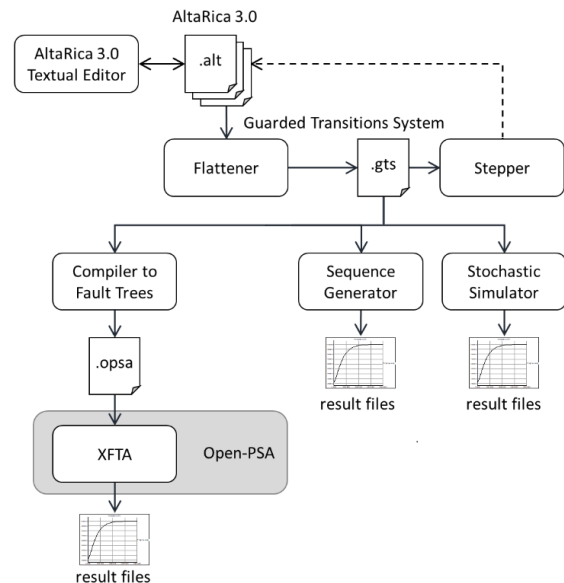 AltaRica 3.0
AltaRica 3.0
Textual Editor
.alt
Guarded Transitions System
Flattener
.gts
Stepper
Compiler to
Fault Trees
Sequence
Generator
Stochastic
Simulator
.opsa
result files
result files
XFTA
Open-PSA
result files